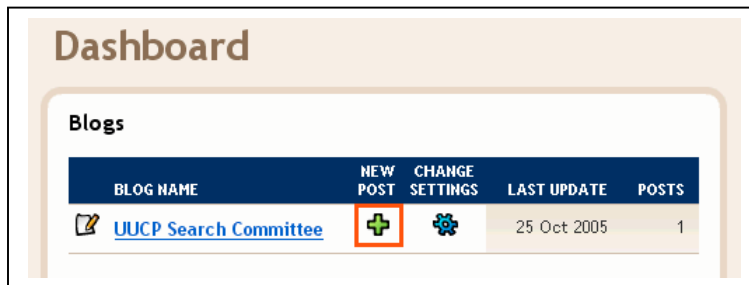 Dashboard
Blogs
BLOG NAME NEW POST CHANGE SETTINGS LAST UPDATE POSTS
UUCP Search Committee 25 Oct 2005 1